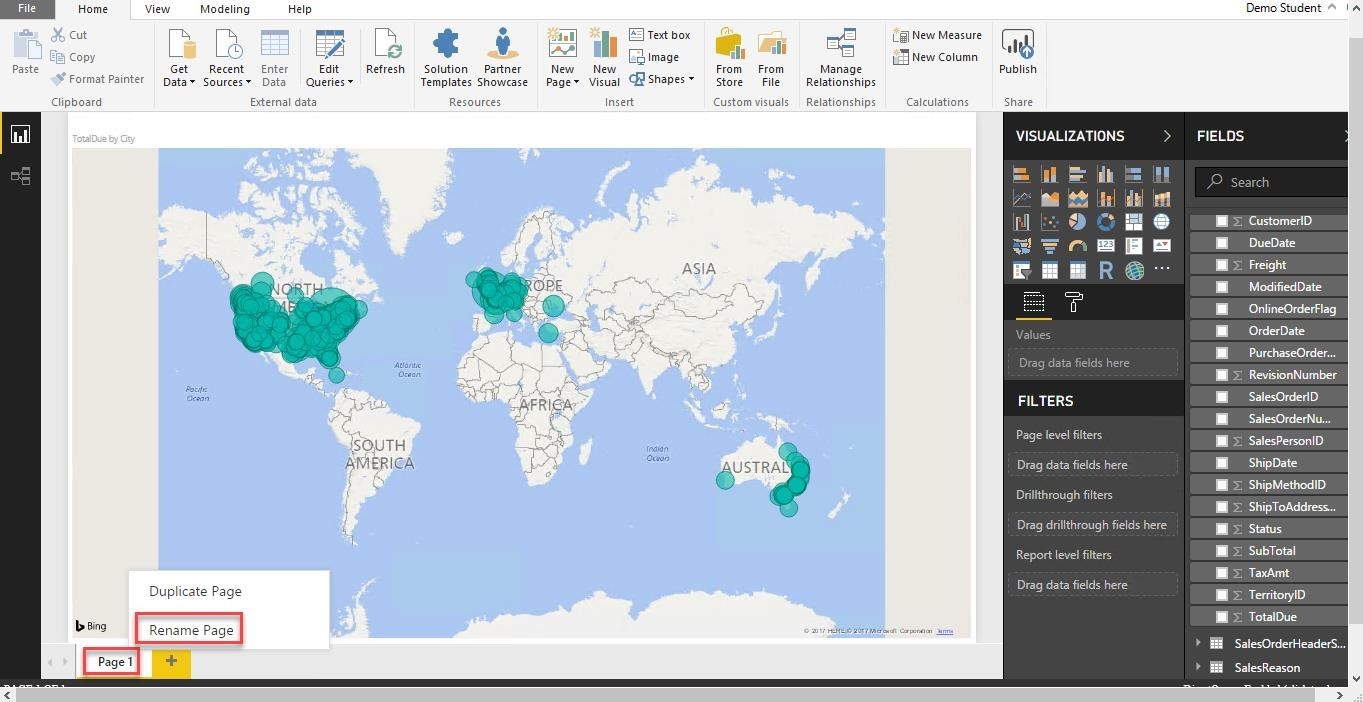 File Home View Modeling Help Demo Student
Paste
Cut
Copy
Format Painter
Clipboard
Get Data
Recent Sources
Enter Data
Edit Queries
Refresh
External data
Solution Templates
Partner Showcase
Resources
New Page
New Visual
Text box
Image
Shapes
Insert
From Store
From File
Custom visuals
Manage Relationships
Relationships
New Measure
New Column
Calculations
Publish
Share
TotalDue by City
NORTH
EUROPE
ASIA
Atlantic
Ocean
Pacific
Ocean
AFRICA
SOUTH
AMERICA
Indian
Ocean
AUSTRAL
Bing
© 2017 HERE © 2017 Microsoft Corporation Terms
Duplicate Page
Rename Page
Page 1
+
VISUALIZATIONS
123
R
Values
Drag data fields here
FILTERS
Page level filters
Drag data fields here
Drillthrough filters
Drag drillthrough fields here
Report level filters
Drag data fields here
FIELDS
Search
Σ CustomerID
DueDate
Σ Freight
ModifiedDate
OnlineOrderFlag
OrderDate
PurchaseOrder...
Σ RevisionNumber
SalesOrderID
SalesOrderNu...
Σ SalesPersonID
ShipDate
Σ ShipMethodID
Σ ShipToAddress...
Σ Status
Σ SubTotal
Σ TaxAmt
Σ TerritoryID
Σ TotalDue
SalesOrderHeaderS...
SalesReason